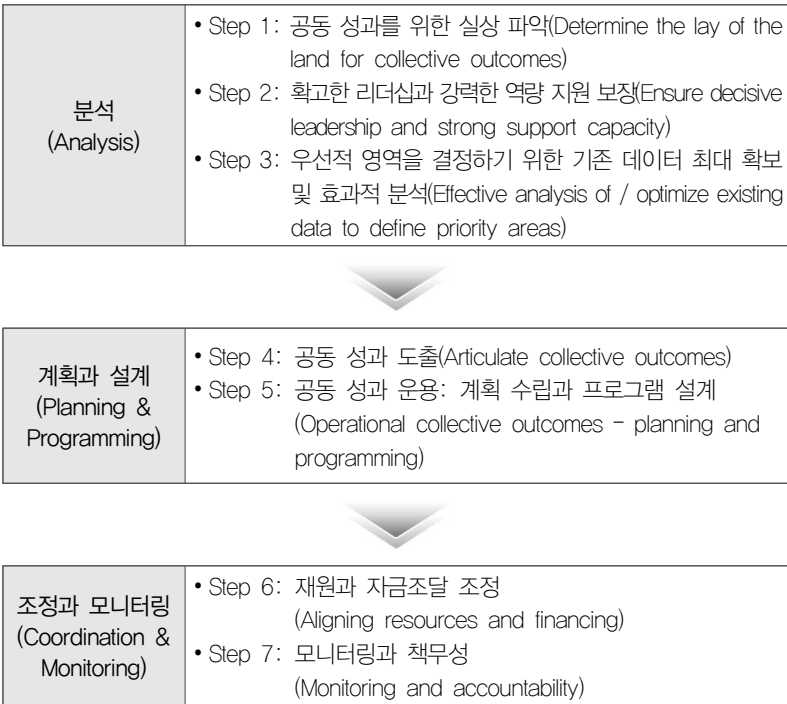 분석
(Analysis)
• Step 1: 공동 성과를 위한 실상 파악(Determine the lay of the
land for collective outcomes)
• Step 2: 확고한 리더십과 강력한 역량 지원 보장(Ensure decisive
leadership and strong support capacity)
• Step 3: 우선적 영역을 결정하기 위한 기존 데이터 최대 확보
및 효과적 분석(Effective analysis of / optimize existing
data to define priority areas)
계획과 설계
(Planning &
Programming)
• Step 4: 공동 성과 도출(Articulate collective outcomes)
• Step 5: 공동 성과 운용: 계획 수립과 프로그램 설계
(Operational collective outcomes - planning and
programming)
조정과 모니터링
(Coordination &
Monitoring)
• Step 6: 재원과 자금조달 조정
(Aligning resources and financing)
• Step 7: 모니터링과 책무성
(Monitoring and accountability)